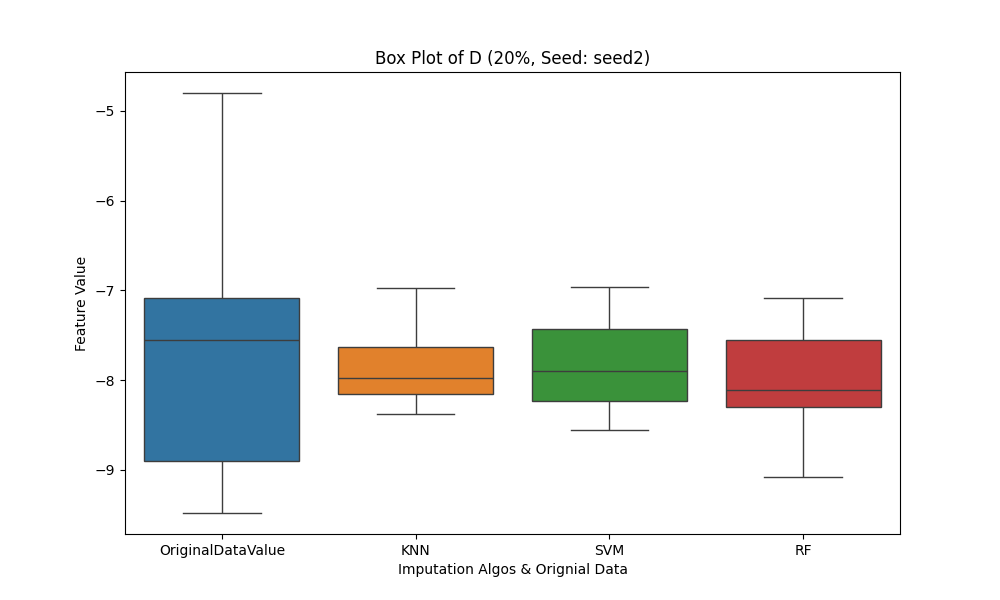 Box Plot of D (20%, Seed: seed2)
Feature Value
−5
−6
−7
−8
−9
OriginalDataValue
KNN
SVM
RF
Imputation Algos & Orignial Data